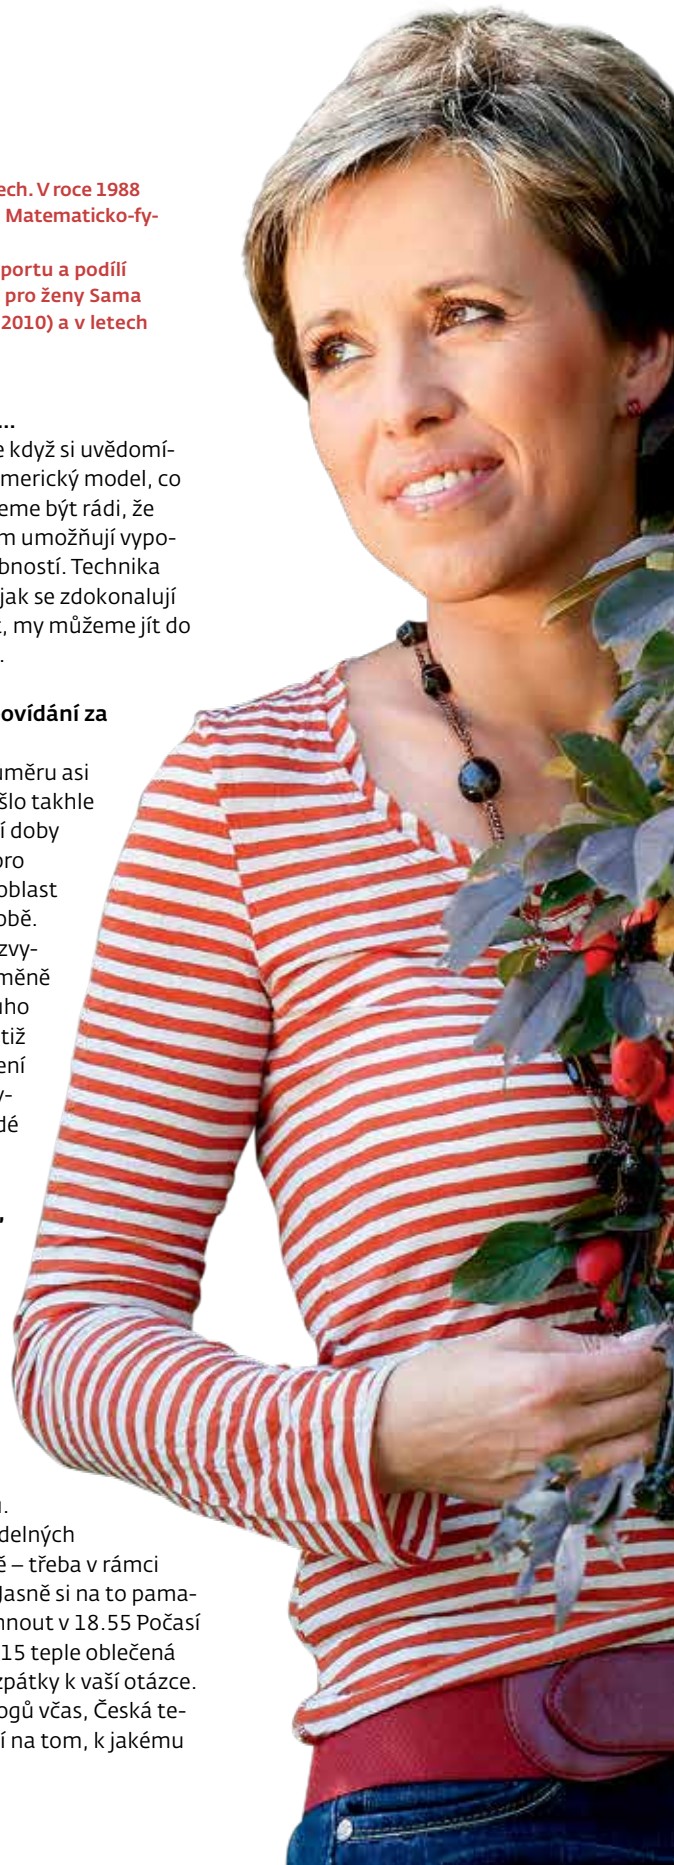 ech. V roce 1988
Matematicko-fy-
portu a podílí
pro ženy Sama
2010) a v letech
...
e když si uvědomí-
merický model, co
eme být rádi, že
m umožňují vypo-
bností. Technika
jak se zdokonalují
, my můžeme jít do
.
ovídání za
ůměru asi
šlo takhle
í doby
pro
oblast
obě.
zvy-
měně
uho
tiž
ení
y-
dé
,
u.
delných
ě – třeba v rámci
Jasně si na to pama-
hnout v 18.55 Počasí
15 teple oblečená
zpátky k vaší otázce.
ogů včas, Česká te-
í na tom, k jakému